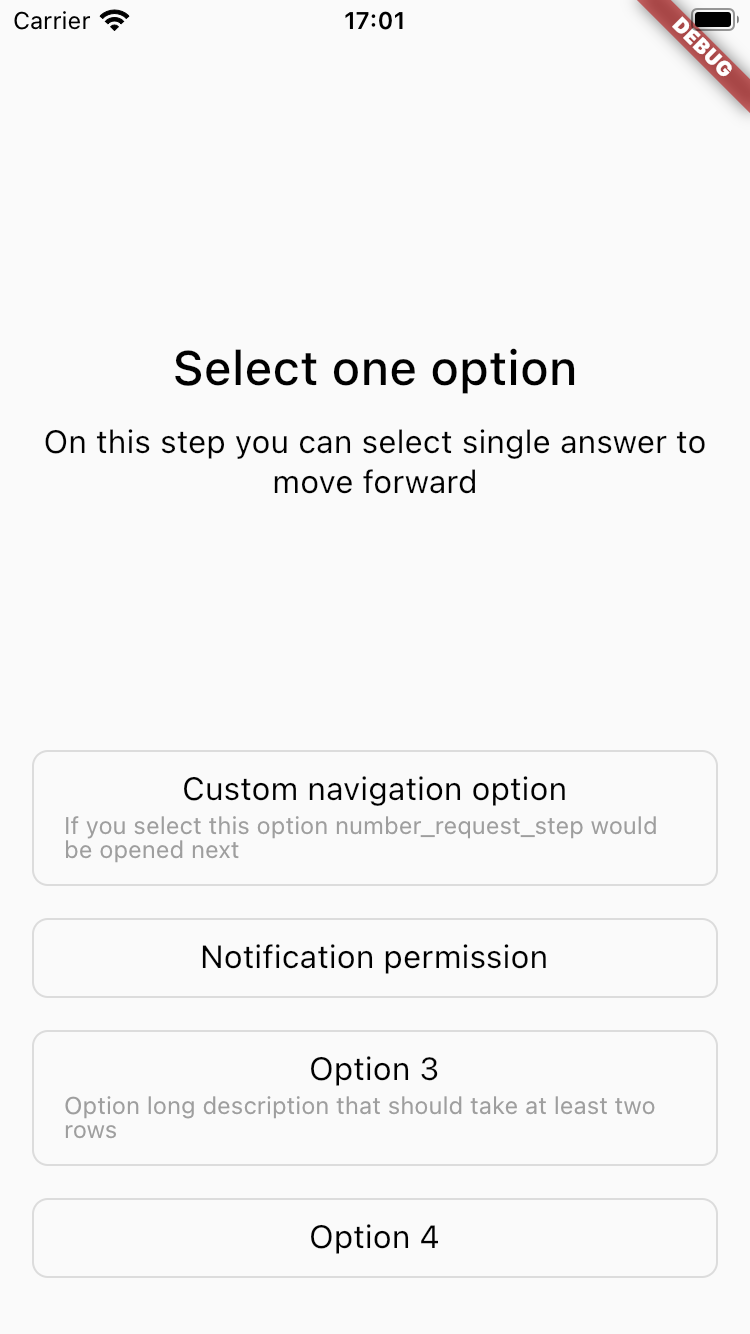 Carrier 17:01
DEBUG
Select one option
On this step you can select single answer to
move forward
Custom navigation option
If you select this option number_request_step would
be opened next
Notification permission
Option 3
Option long description that should take at least two
rows
Option 4